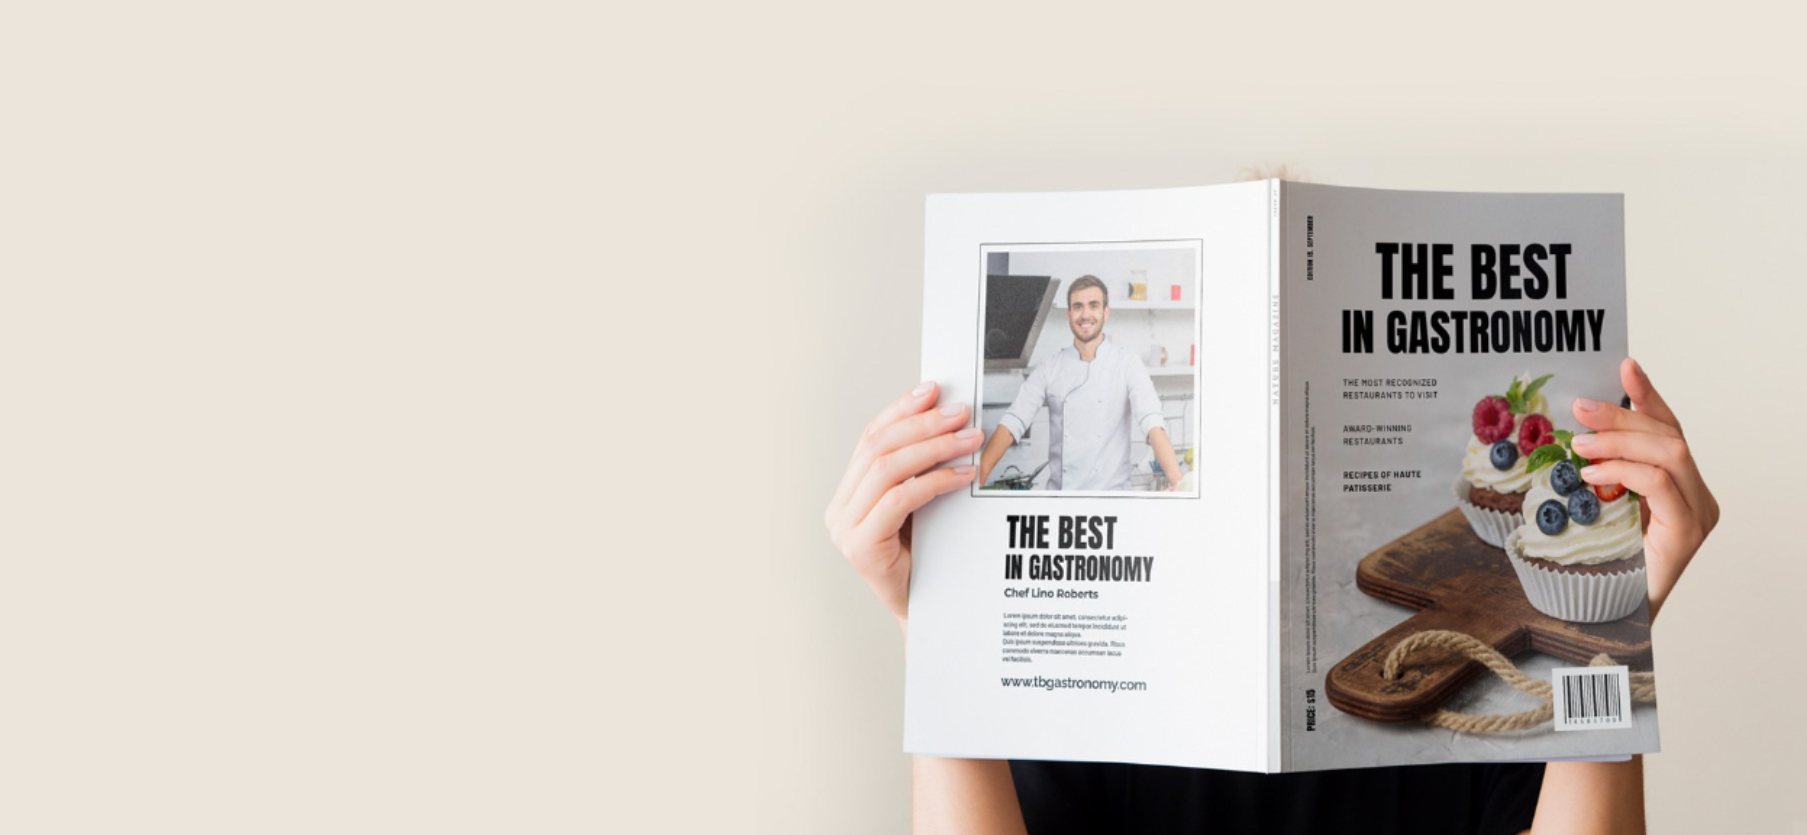 THE BEST
IN GASTRONOMY
Chef Lino Roberts
Lorem ipsum dolor sit amet, consectetur adipi-
scing elit, sed do eiusmod tempor incididunt ut
labore et dolore magna aliqua.
Quis ipsum suspendisse ultrices gravida. Risus
commodo viverra maecenas accumsan lacus
vel facilisis.
www.tbgastronomy.com
NATURE MAGAZINE
EDITION 15. SEPTEMBER
PRICE: $15
THE BEST
IN GASTRONOMY
THE MOST RECOGNIZED
RESTAURANTS TO VISIT
AWARD-WINNING
RESTAURANTS
RECIPES OF HAUTE
PATISSERIE